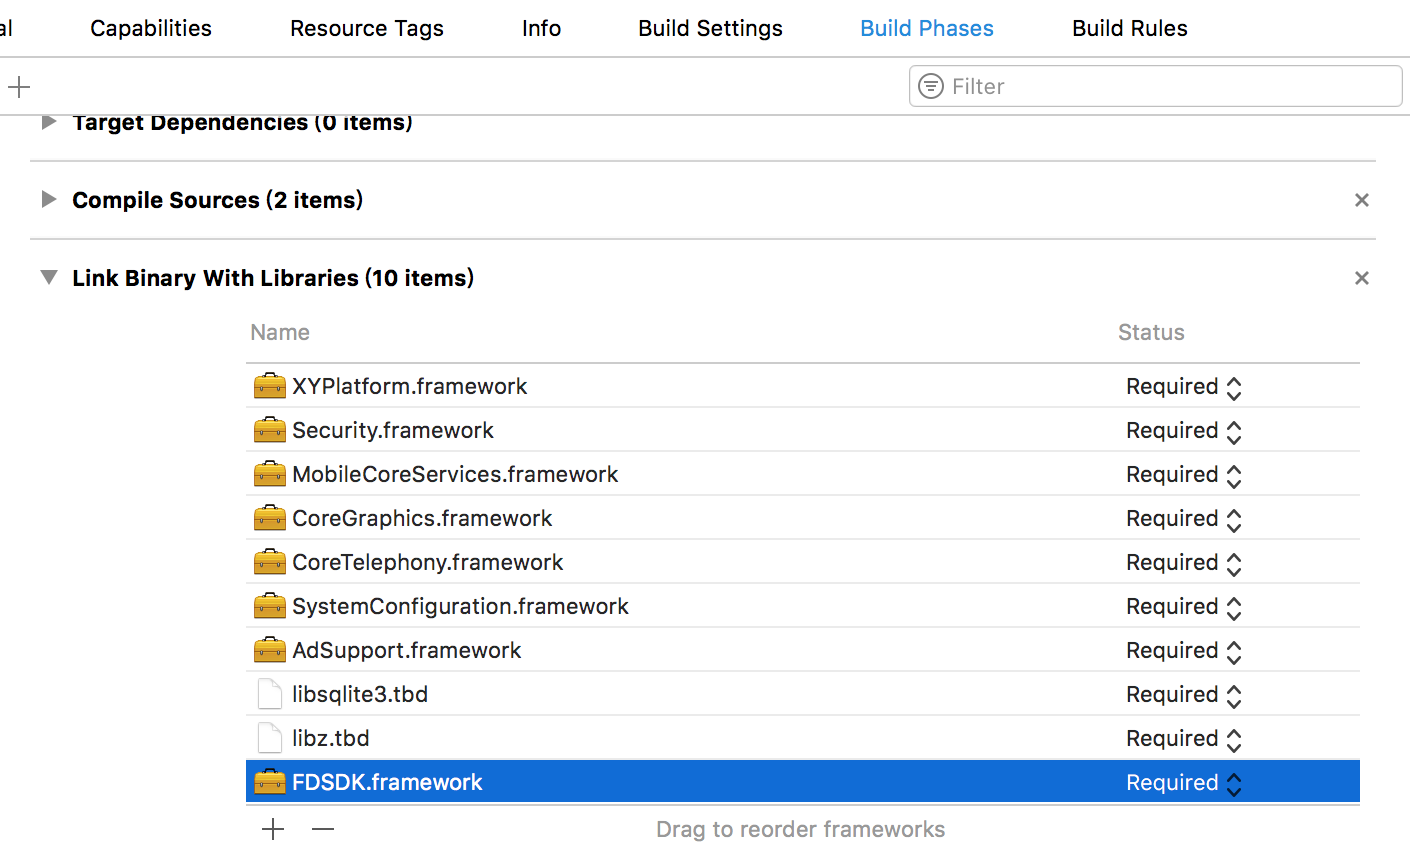 al Capabilities Resource Tags Info Build Settings Build Phases Build Rules
Filter
Target Dependencies (0 items)
Compile Sources (2 items)
Link Binary With Libraries (10 items)
Name Status
XYPlatform.framework Required
Security.framework Required
MobileCoreServices.framework Required
CoreGraphics.framework Required
CoreTelephony.framework Required
SystemConfiguration.framework Required
AdSupport.framework Required
libsqlite3.tbd Required
libz.tbd Required
FDSDK.framework Required
Drag to reorder frameworks